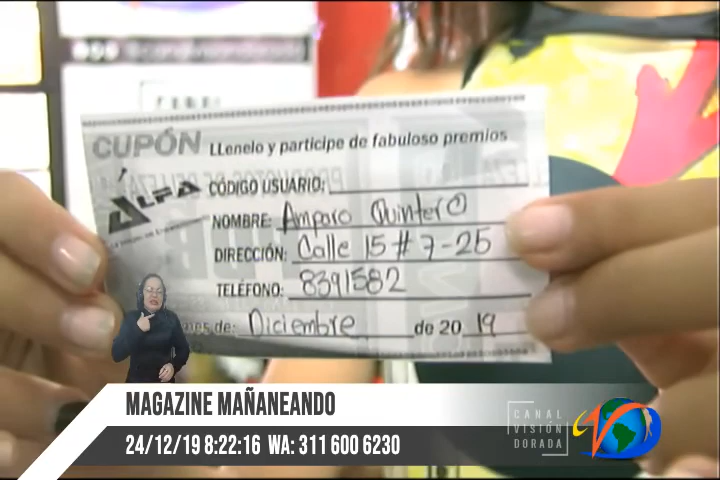 CUPÓN LLenelo y participe de fabuloso premios
ALFA
CÓDIGO USUARIO:
NOMBRE: Amparo Quintero
DIRECCIÓN: Calle 15 # 7-25
TELÉFONO: 8391582
mes de: Diciembre de 20 19
MAGAZINE MAÑANEANDO
24/12/19 8:22:16 WA: 311 600 6230
CANAL
VISIÓN
DORADA